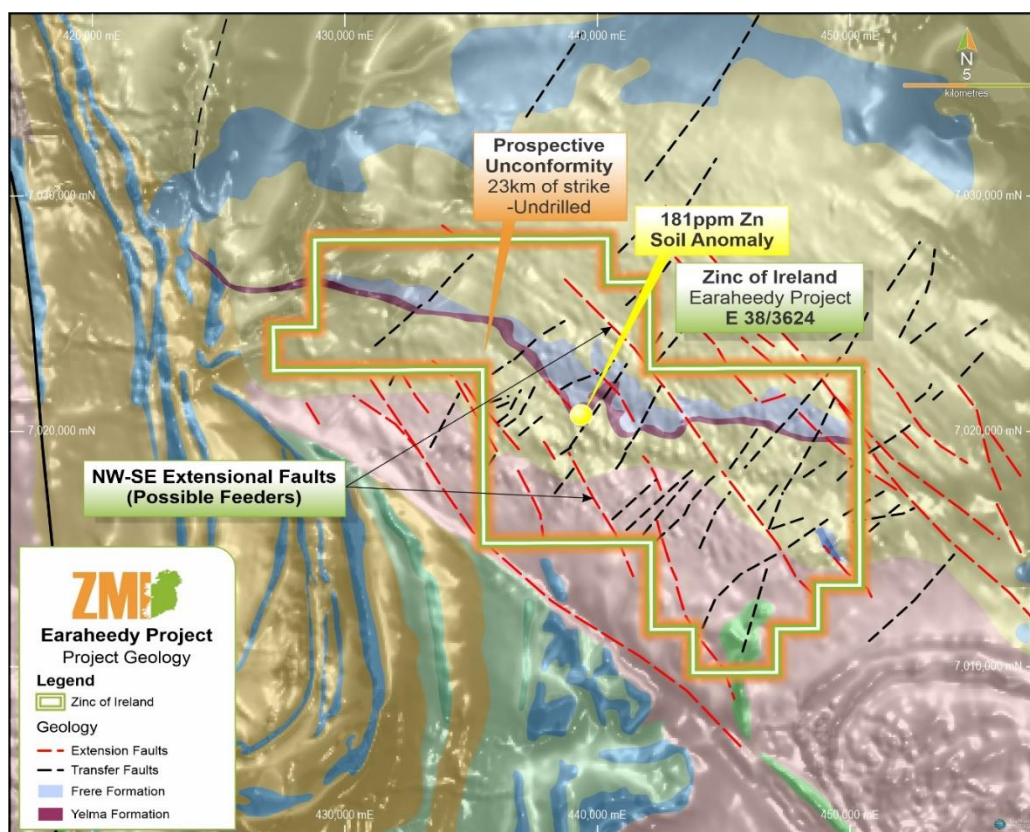 420,000 mE
430,000 mE
440,000 mE
450,000 mE
N
5
kilometres
Prospective
Unconformity
23km of strike
-Undrilled
181ppm Zn
Soil Anomaly
7,030,000 mN
7,030,000 mN
Zinc of Ireland
Earaheedy Project
E 38/3624
7,020,000 mN
7,020,000 mN
NW-SE Extensional Faults
(Possible Feeders)
ZMI
Earaheedy Project
Project Geology
Legend
Zinc of Ireland
Geology
Extension Faults
Transfer Faults
Frere Formation
Yelma Formation
7,010,000 mN
430,000 mE
440,000 mE
450,000 mE